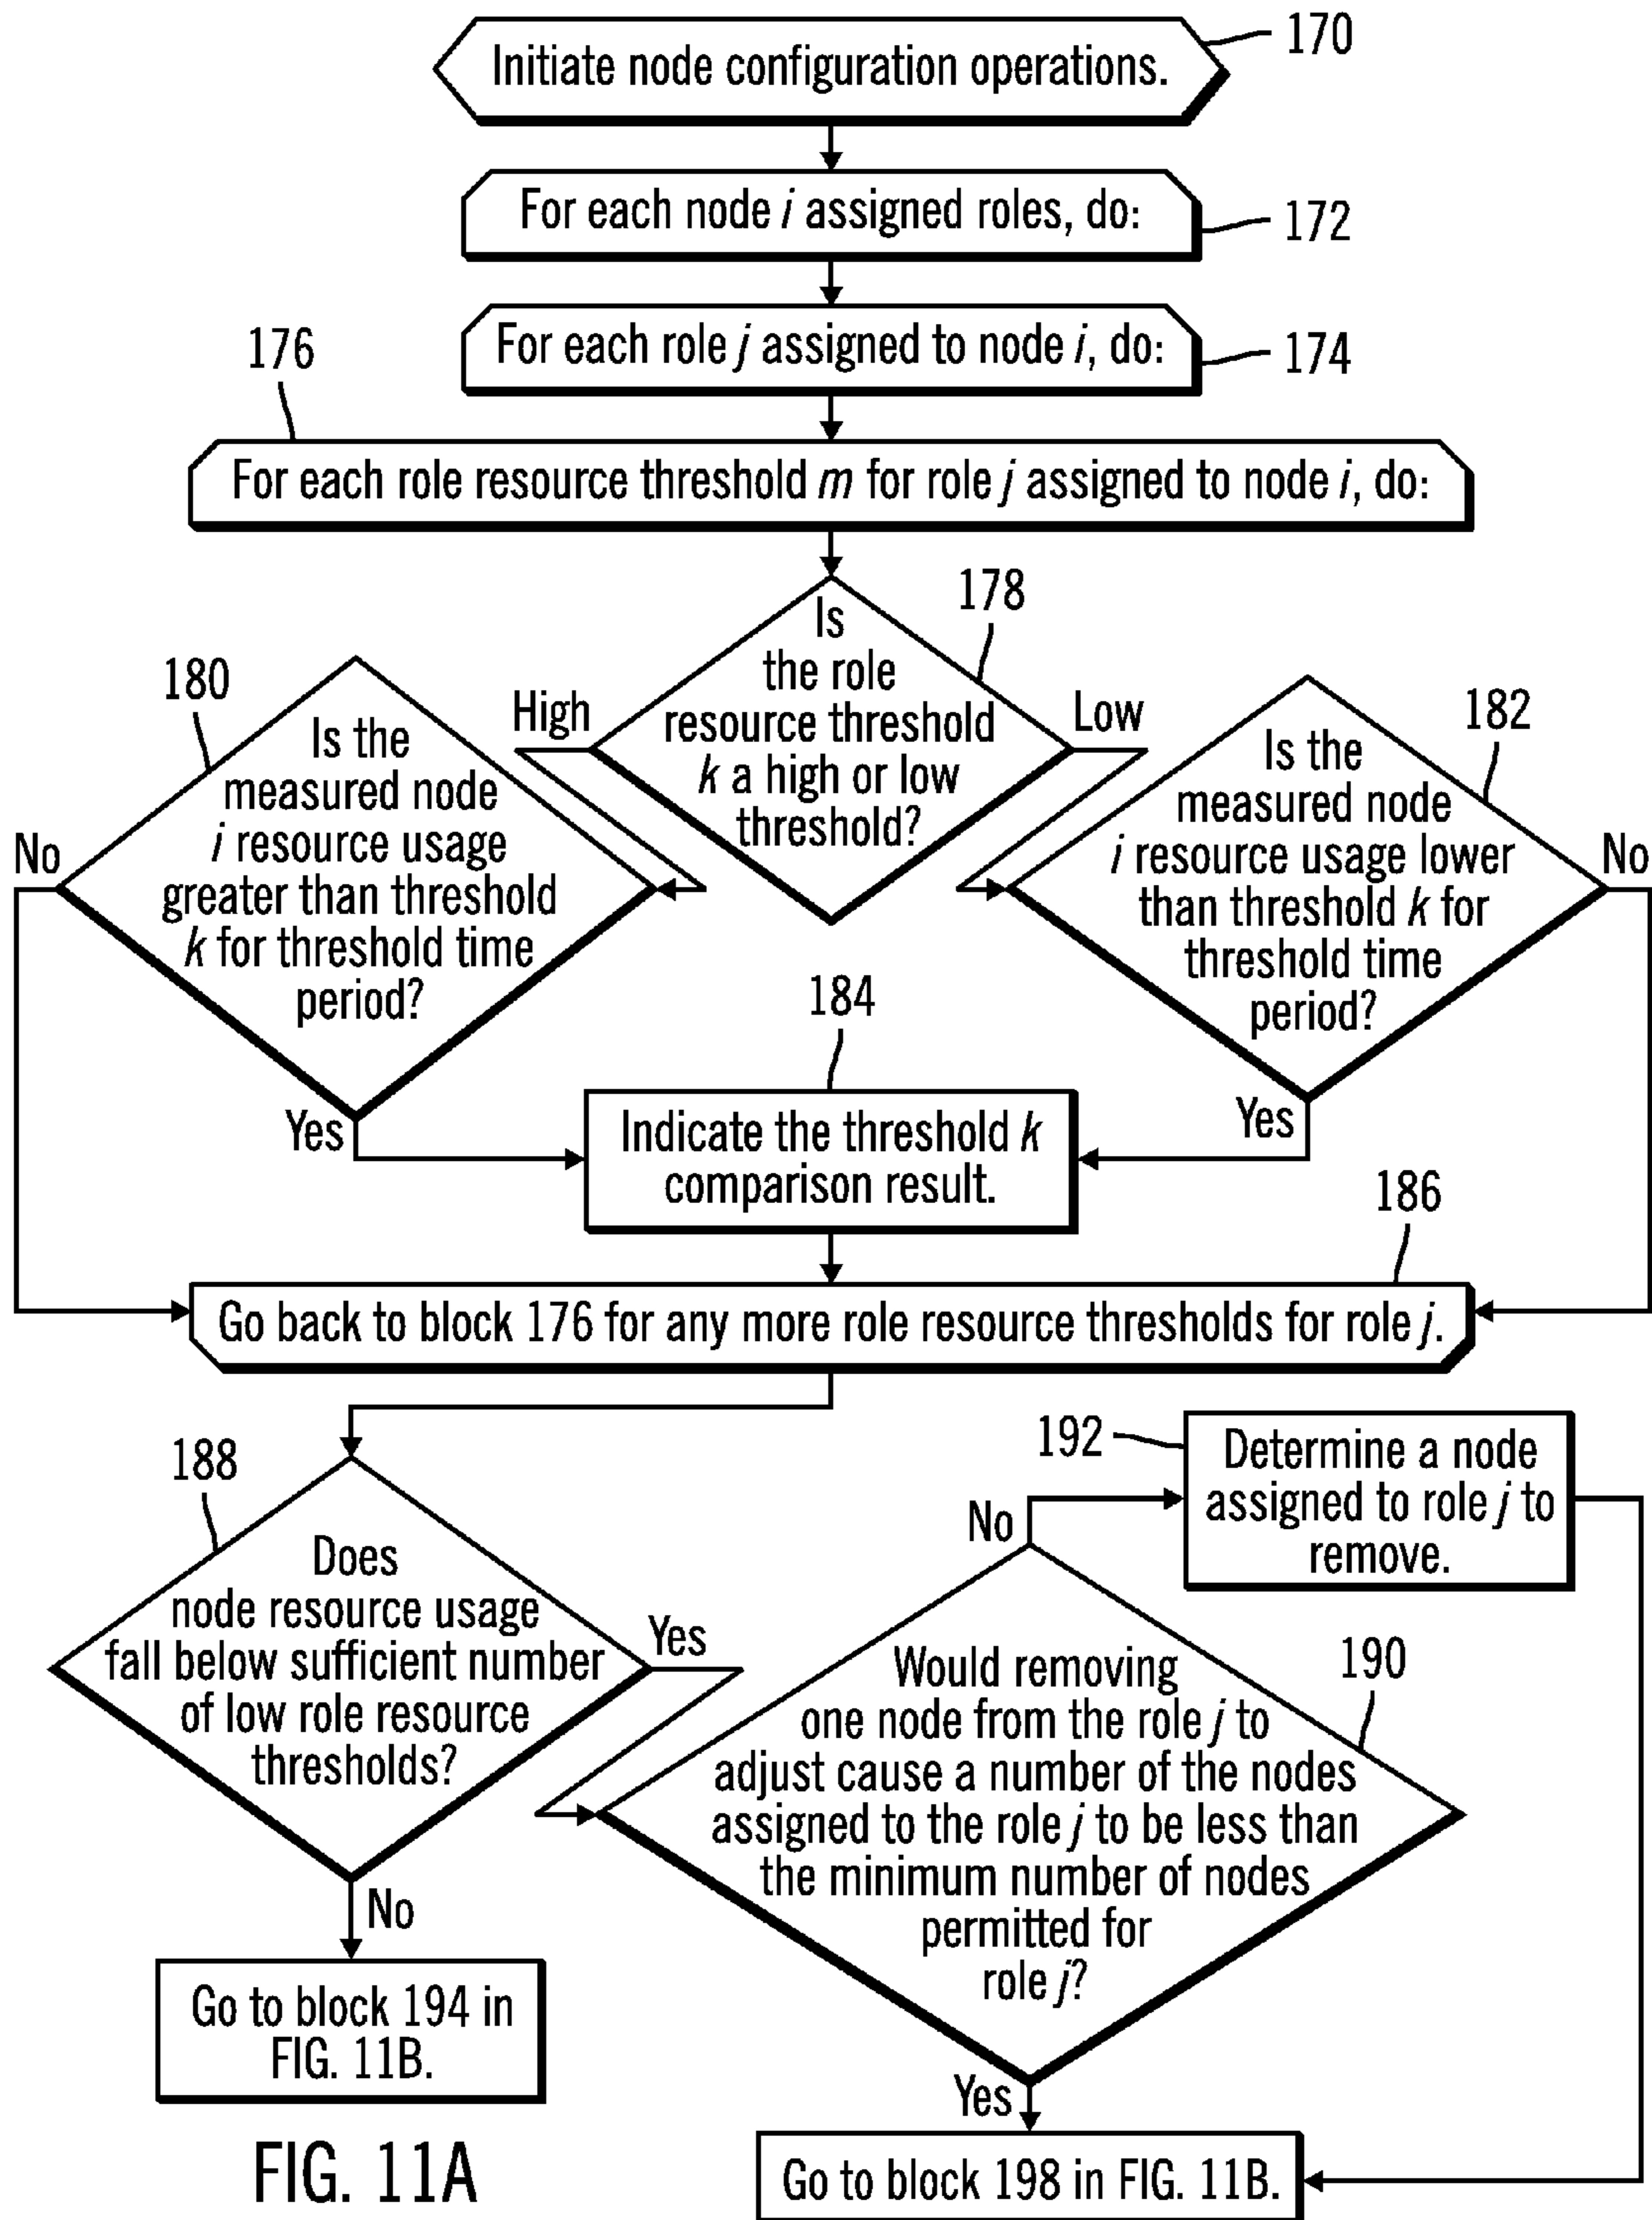 170
Initiate node configuration operations.
For each node i assigned roles, do:
172
For each role j assigned to node i, do:
174
176
For each role resource threshold m for role j assigned to node i, do:
178
Is
the role
resource threshold
k a high or low
threshold?
High
Low
180
Is the
measured node
i resource usage
greater than threshold
k for threshold time
period?
No
Yes
182
Is the
measured node
i resource usage lower
than threshold k for
threshold time
period?
No
Yes
184
Indicate the threshold k
comparison result.
186
Go back to block 176 for any more role resource thresholds for role j.
188
Does
node resource usage
fall below sufficient number
of low role resource
thresholds?
Yes
No
192
Determine a node
assigned to role j to
remove.
No
190
Would removing
one node from the role j to
adjust cause a number of the nodes
assigned to the role j to be less than
the minimum number of nodes
permitted for
role j?
Yes
Go to block 194 in
FIG. 11B.
Go to block 198 in FIG. 11B.
FIG. 11A